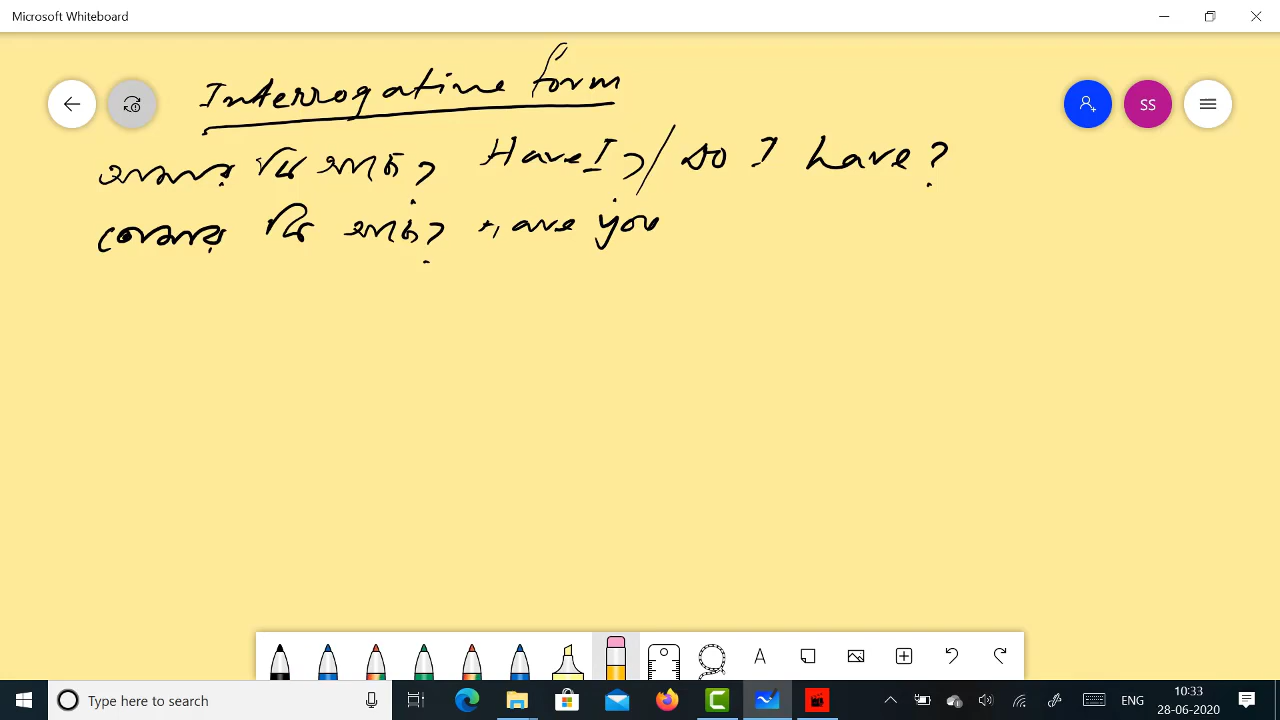 Microsoft Whiteboard
Interrogative form
আমার কি আছে? Have I?/ Do I have?
তোমার কি আছে? Have you
SS
A
Type here to search
ENG
10:33
28-06-2020